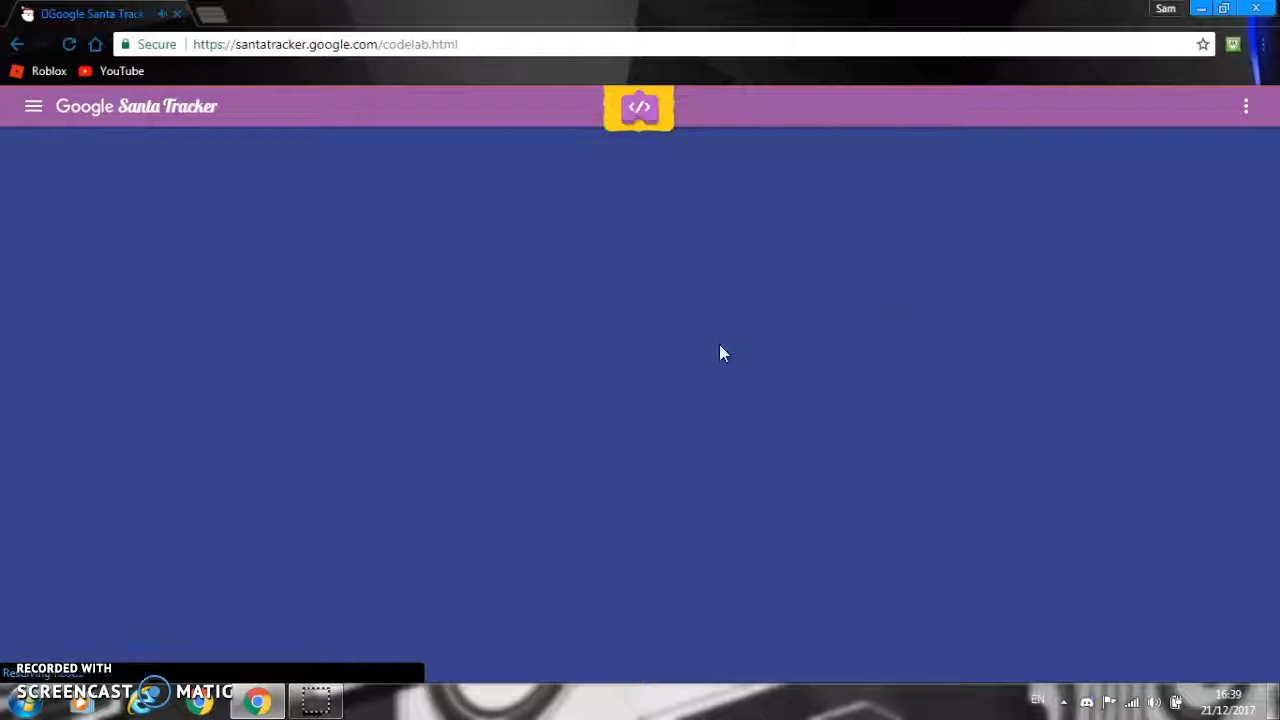 Google Santa Track
Sam
Secure
https://santatracker.google.com/codelab.html
Roblox
YouTube
Google Santa Tracker
</>
RECORDED WITH
SCREENCAST MATIC
EN
16:39
21/12/2017